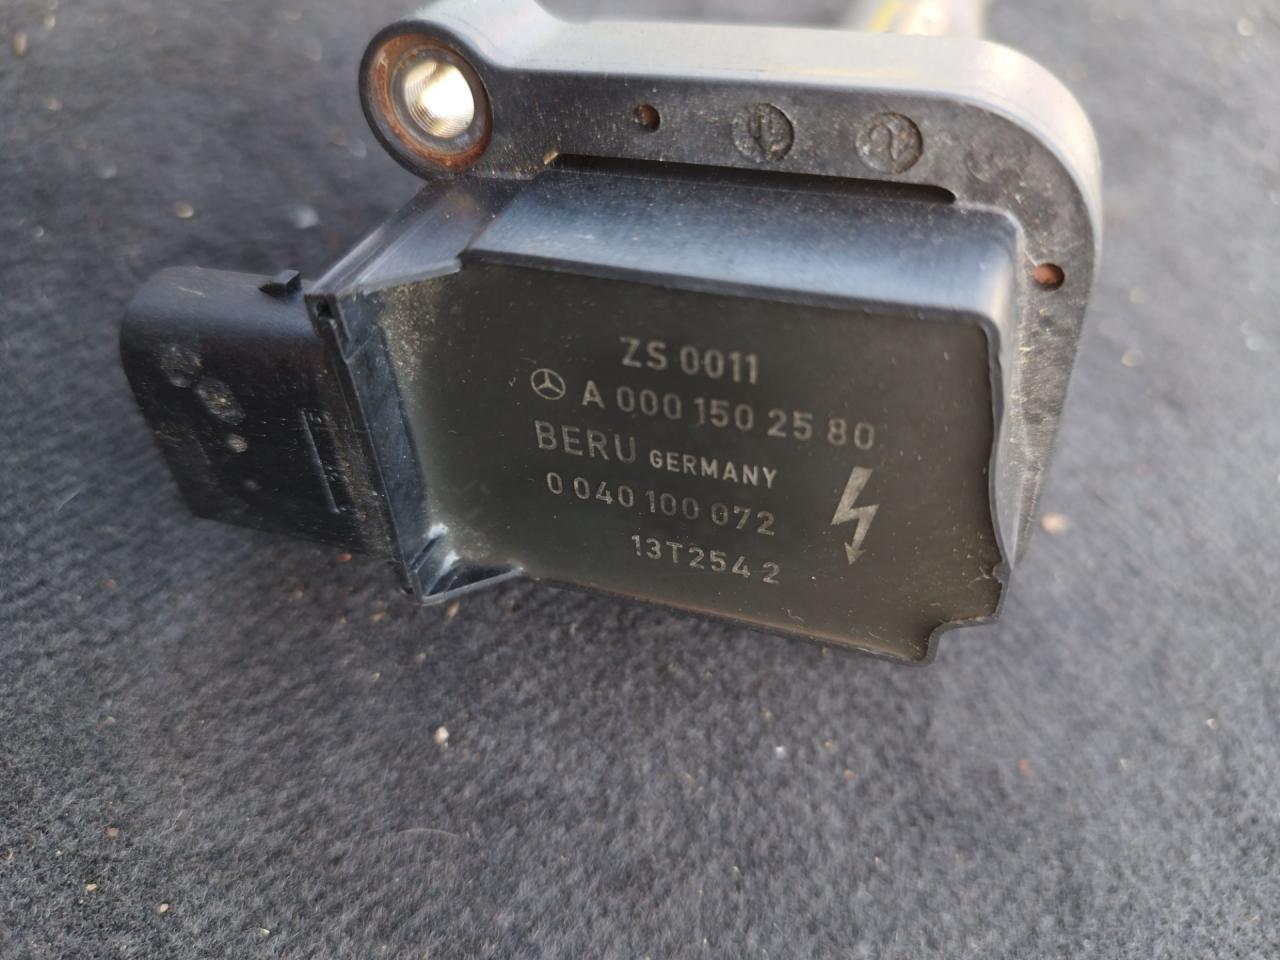 ZS 0011
A 000 150 25 80
BERU GERMANY
0 040 100 072
13T254 2